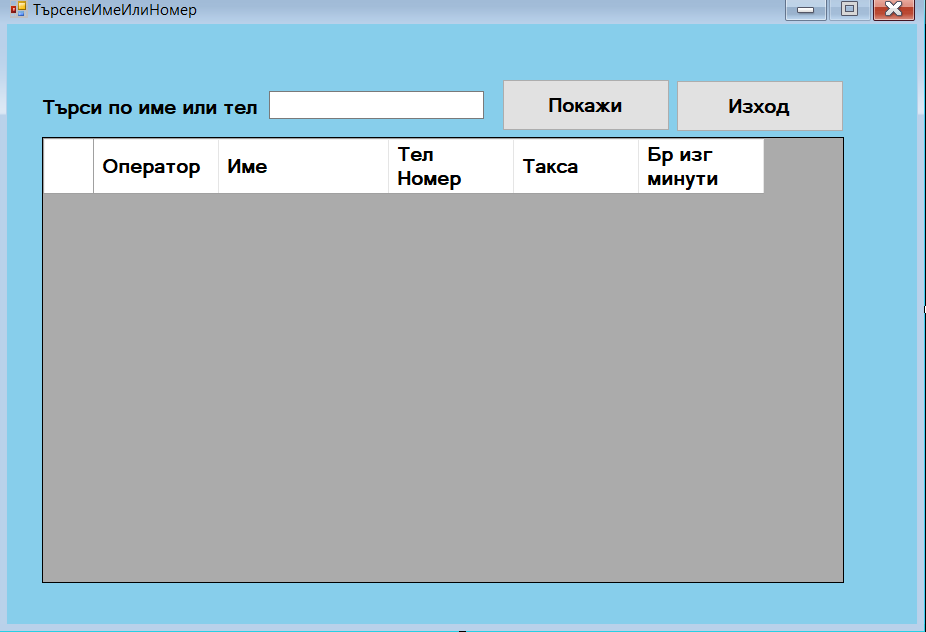 ТърсенеИмеИлиНомер
Търси по име или тел
Покажи
Изход
Оператор
Име
Тел
Номер
Такса
Бр изг
минути